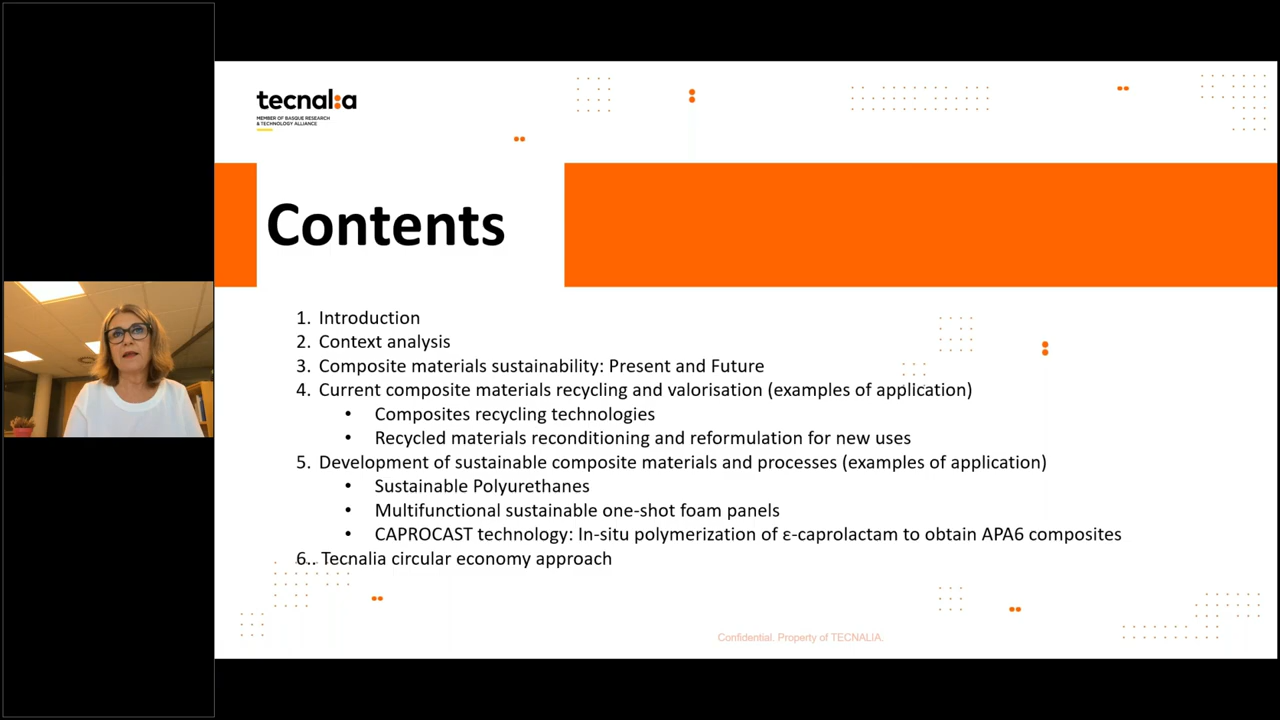 tecnal:a
MEMBER OF BASQUE RESEARCH
& TECHNOLOGY ALLIANCE
Contents
1. Introduction
2. Context analysis
3. Composite materials sustainability: Present and Future
4. Current composite materials recycling and valorisation (examples of application)
• Composites recycling technologies
• Recycled materials reconditioning and reformulation for new uses
5. Development of sustainable composite materials and processes (examples of application)
• Sustainable Polyurethanes
• Multifunctional sustainable one-shot foam panels
• CAPROCAST technology: In-situ polymerization of ε-caprolactam to obtain APA6 composites
6.. Tecnalia circular economy approach
Confidential. Property of TECNALIA.